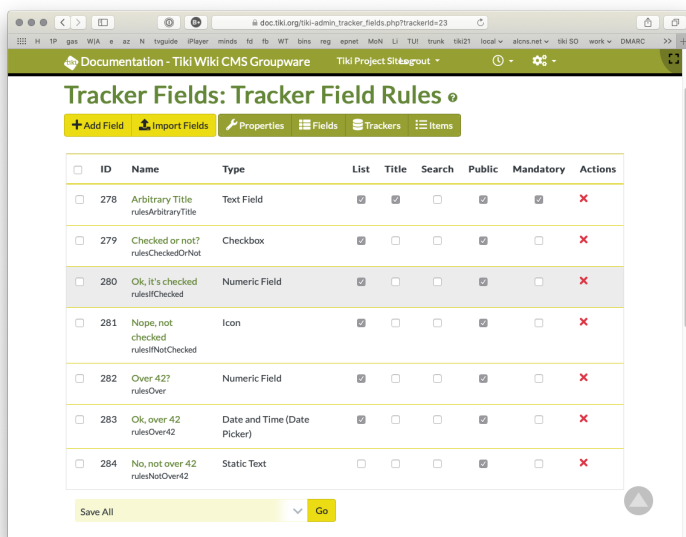 doc.tiki.org/tiki-admin_tracker_fields.php?trackerId=23
H 1P gas W|A e az N tvguide iPlayer minds fd fb WT bins reg epnet MoN Li TU! trunk tiki21 local alcns.net tiki SO work DMARC >> +
Documentation - Tiki Wiki CMS Groupware Tiki Project Sites Logout
Tracker Fields: Tracker Field Rules
Add Field Import Fields Properties Fields Trackers Items
ID Name Type List Title Search Public Mandatory Actions
278 Arbitrary Title Text Field
rulesArbitraryTitle
279 Checked or not? Checkbox
rulesCheckedOrNot
280 Ok, it's checked Numeric Field
rulesIfChecked
281 Nope, not Icon
checked
rulesIfNotChecked
282 Over 42? Numeric Field
rulesOver
283 Ok, over 42 Date and Time (Date
rulesOver42 Picker)
284 No, not over 42 Static Text
rulesNotOver42
Save All Go